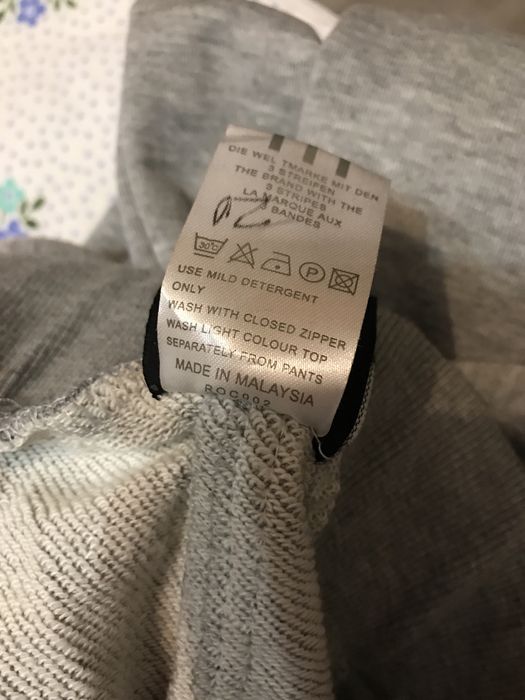 DIE WEL TMARKE MIT DEN
3 STREIFEN
THE BRAND WITH THE
3 STRIPES
LA MARQUE AUX
3 BANDES
30°C
P
USE MILD DETERGENT
ONLY
WASH WITH CLOSED ZIPPER
WASH LIGHT COLOUR TOP
SEPARATELY FROM PANTS
MADE IN MALAYSIA